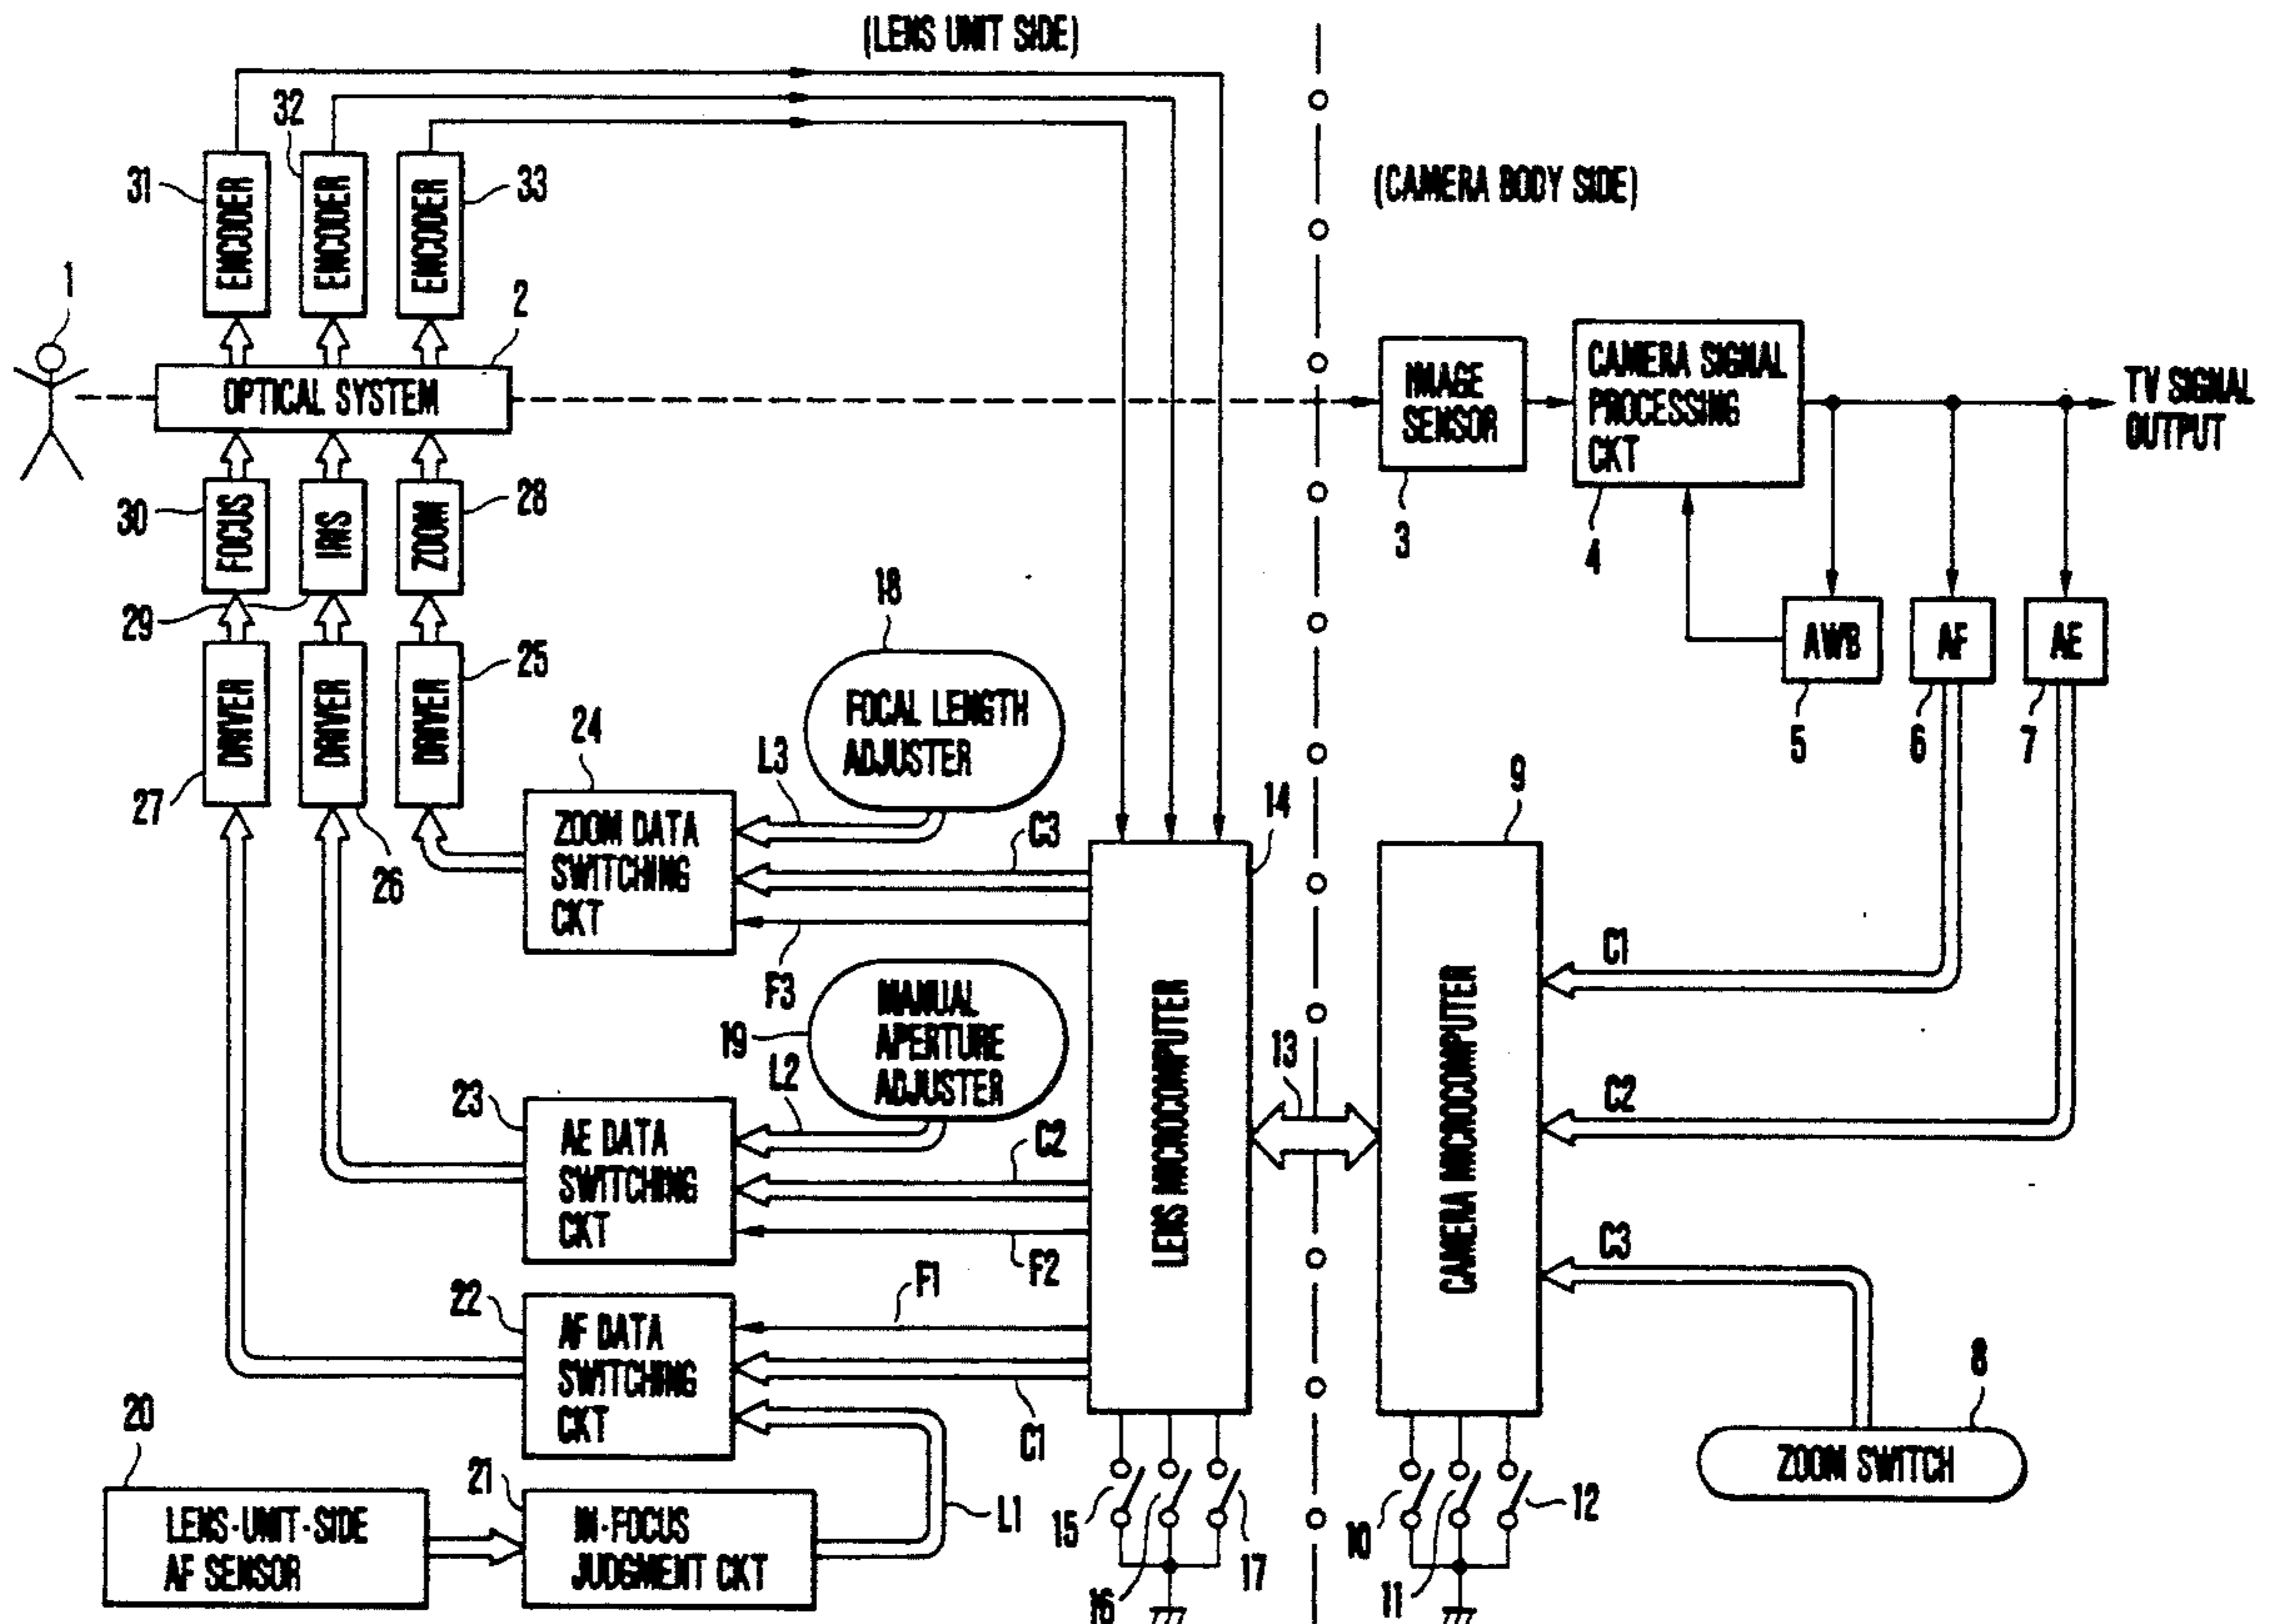 (LENS UNIT SIDE)
(CAMERA BODY SIDE)
31
ENCODER
32
ENCODER
ENCODER
33
1
2
OPTICAL SYSTEM
IMAGE
SENSOR
3
CAMERA SIGNAL
PROCESSING
CKT
4
TV SIGNAL
OUTPUT
30
FOCUS
IRIS
ZOOM
28
29
AWB
5
AF
6
AE
7
27
DRIVER
DRIVER
26
DRIVER
25
18
FOCAL LENGTH
ADJUSTER
24
ZOOM DATA
SWITCHING
CKT
L3
C3
F3
14
LENS MICROCOMPUTER
9
CAMERA MICROCOMPUTER
13
C1
C2
C3
19
MANUAL
APERTURE
ADJUSTER
23
AE DATA
SWITCHING
CKT
L2
C2
F2
22
AF DATA
SWITCHING
CKT
F1
C1
L1
20
LENS-UNIT-SIDE
AF SENSOR
21
IN-FOCUS
JUDGMENT CKT
15
16
17
10
11
12
8
ZOOM SWITCH